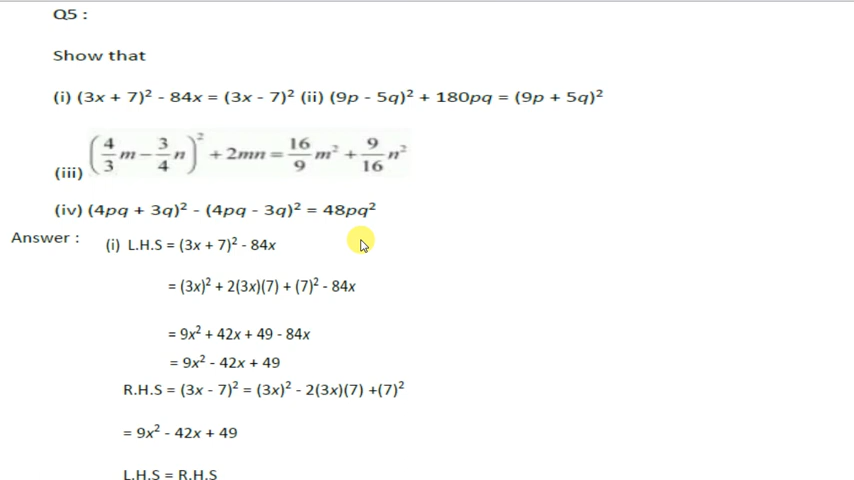 Q5 :
Show that
(i) (3x + 7)² - 84x = (3x - 7)² (ii) (9p - 5q)² + 180pq = (9p + 5q)²
(iii) (4/3 m − 3/4 n)² + 2mn = 16/9 m² + 9/16 n²
(iv) (4pq + 3q)² - (4pq - 3q)² = 48pq²
Answer : (i) L.H.S = (3x + 7)² - 84x
= (3x)² + 2(3x)(7) + (7)² - 84x
= 9x² + 42x + 49 - 84x
= 9x² - 42x + 49
R.H.S = (3x - 7)² = (3x)² - 2(3x)(7) +(7)²
= 9x² - 42x + 49
L.H.S = R.H.S